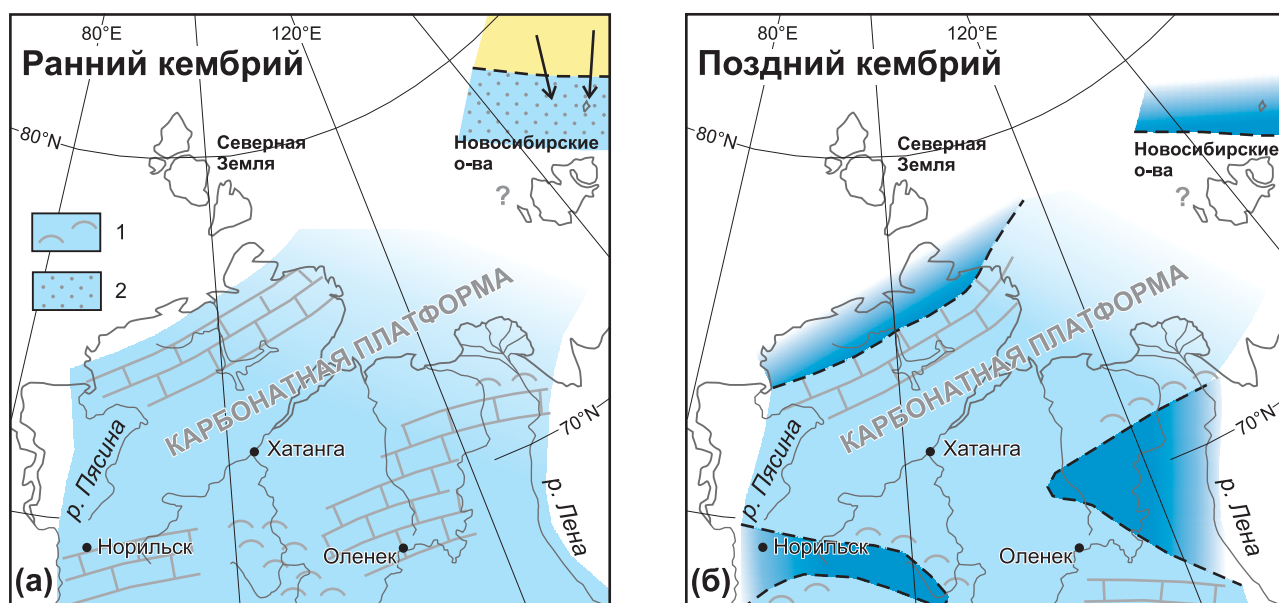 80°E
120°E
Ранний кембрий
80°N
Северная
Земля
Новосибирские
о-ва
?
1
2
КАРБОНАТНАЯ ПЛАТФОРМА
70°N
р. Пясина
Хатанга
р. Лена
Норильск
Оленек
(а)
80°E
120°E
Поздний кембрий
80°N
Северная
Земля
Новосибирские
о-ва
?
КАРБОНАТНАЯ ПЛАТФОРМА
70°N
р. Пясина
Хатанга
р. Лена
Норильск
Оленек
(б)